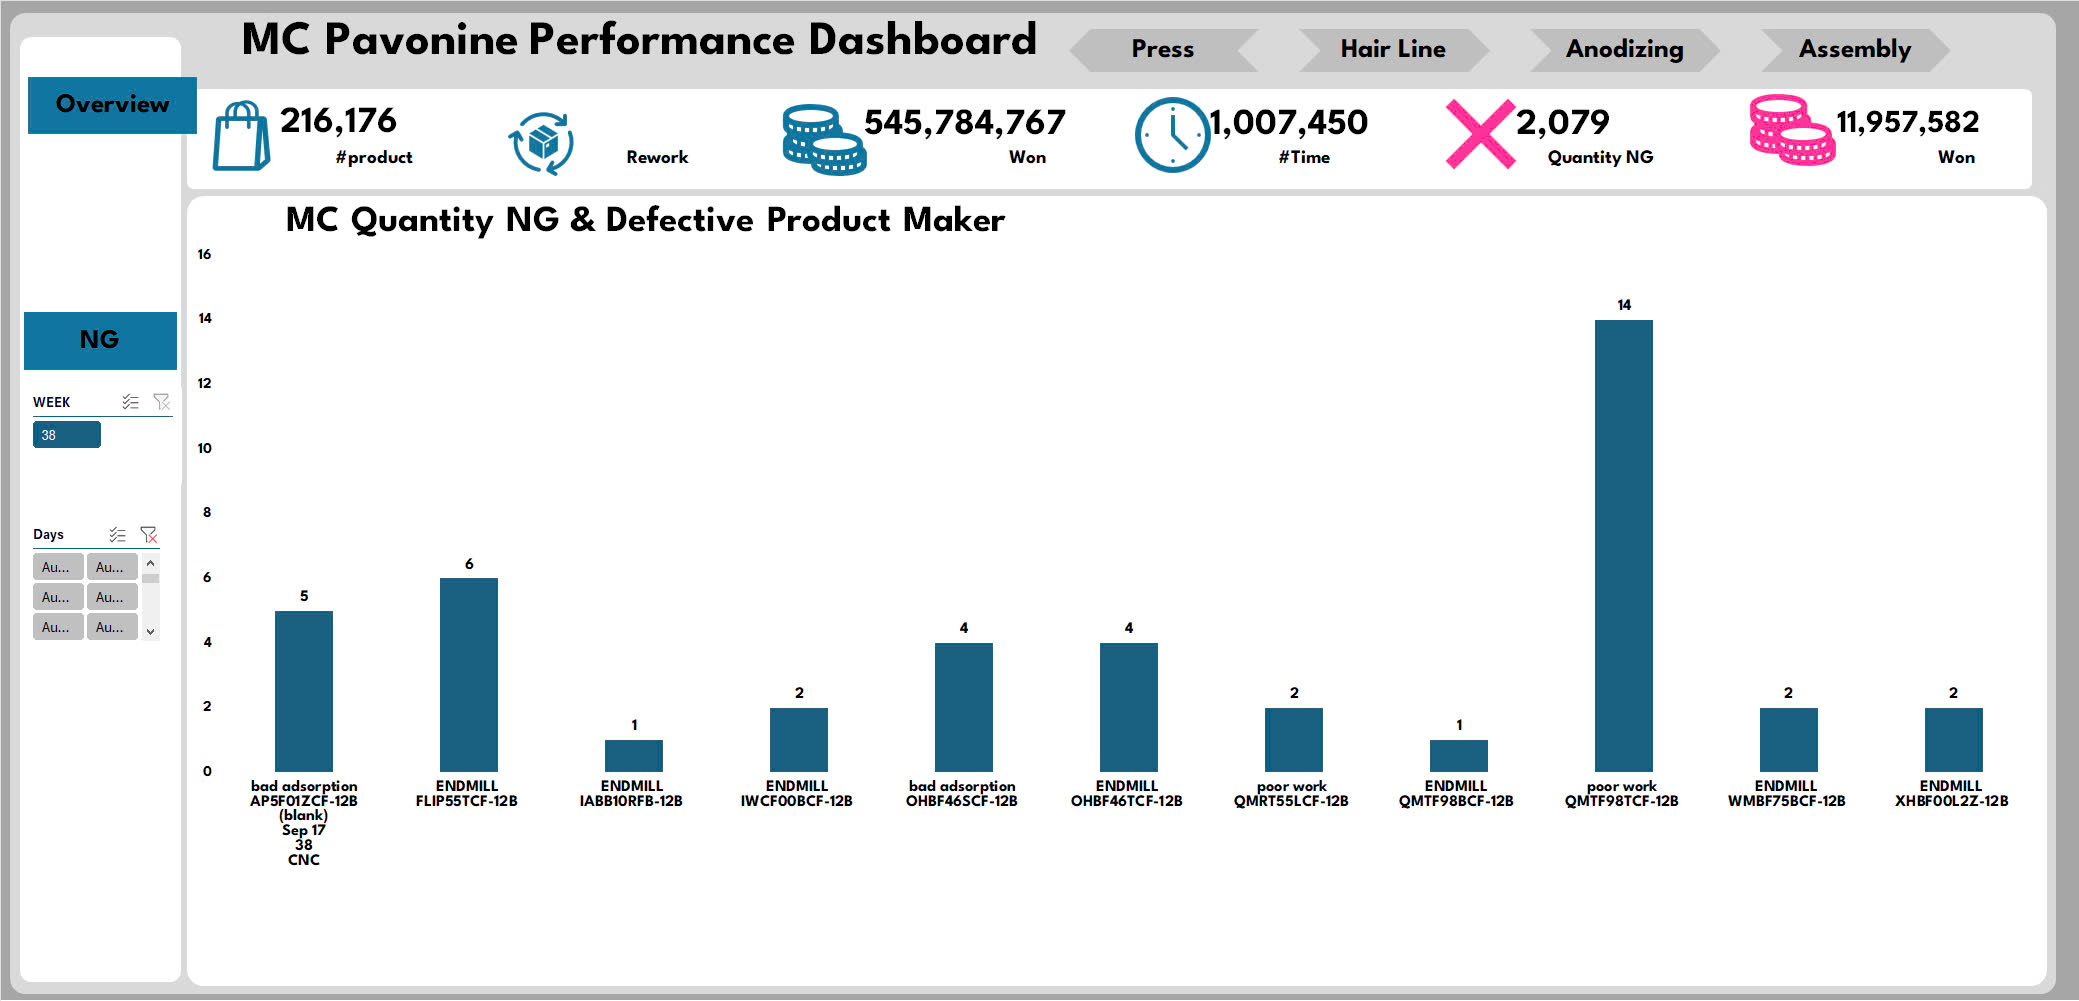 MC Pavonine Performance Dashboard
Press
Hair Line
Anodizing
Assembly
Overview
216,176
#product
Rework
545,784,767
Won
1,007,450
#Time
2,079
Quantity NG
11,957,582
Won
NG
WEEK
38
Days
Au...
Au...
Au...
Au...
Au...
Au...
MC Quantity NG & Defective Product Maker
16
14
12
10
8
6
4
2
0
5
6
1
2
4
4
2
1
14
2
2
bad adsorption
AP5F01ZCF-12B
(blank)
Sep 17
38
CNC
ENDMILL
FLIP55TCF-12B
ENDMILL
IABB10RFB-12B
ENDMILL
IWCF00BCF-12B
bad adsorption
OHBF46SCF-12B
ENDMILL
OHBF46TCF-12B
poor work
QMRT55LCF-12B
ENDMILL
QMTF98BCF-12B
poor work
QMTF98TCF-12B
ENDMILL
WMBF75BCF-12B
ENDMILL
XHBF00L2Z-12B